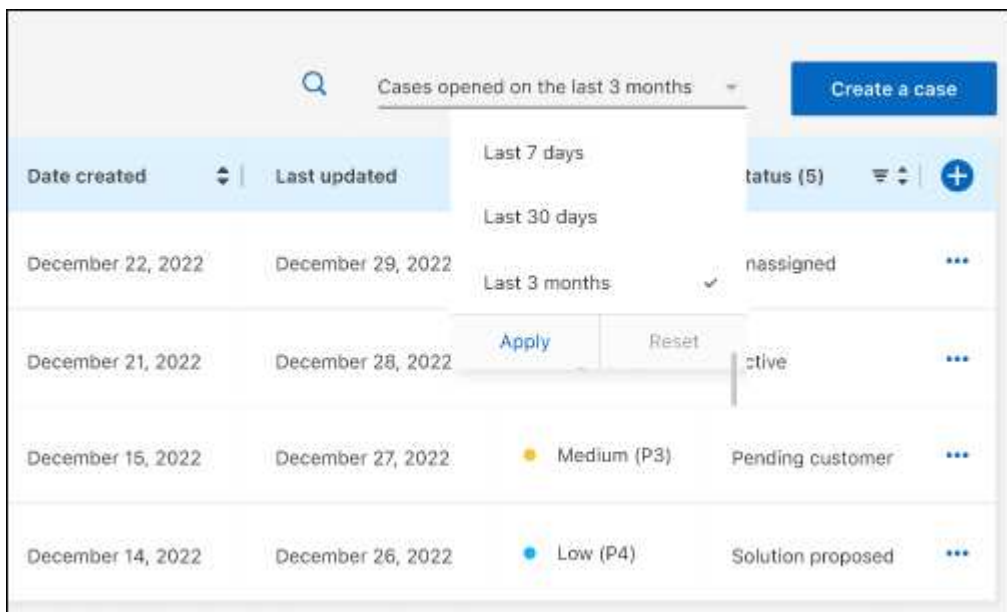 Cases opened on the last 3 months
Create a case
Date created
Last updated
tatus (5)
Last 7 days
Last 30 days
Last 3 months
Apply
Reset
December 22, 2022
December 29, 2022
nassigned
December 21, 2022
December 28, 2022
ctive
December 15, 2022
December 27, 2022
Medium (P3)
Pending customer
December 14, 2022
December 26, 2022
Low (P4)
Solution proposed